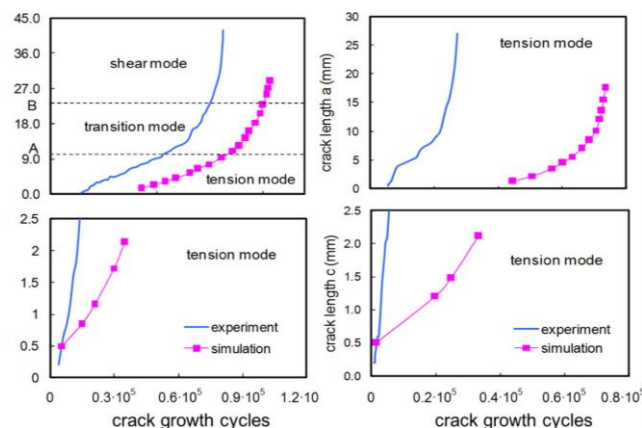 45.0
36.0
27.0
18.0
9.0
0.0
B
A
shear mode
transition mode
tension mode
crack length a (mm)
30
25
20
15
10
5
0
tension mode
2.5
2
1.5
1
0.5
0
tension mode
experiment
simulation
0 0.3·10⁵ 0.6·10⁵ 0.9·10⁵ 1.2·10
crack growth cycles
crack length c (mm)
2.5
2.0
1.5
1.0
0.5
0.0
tension mode
experiment
simulation
0 0.2·10⁵ 0.4·10⁵ 0.6·10⁵ 0.8·10
crack growth cycles